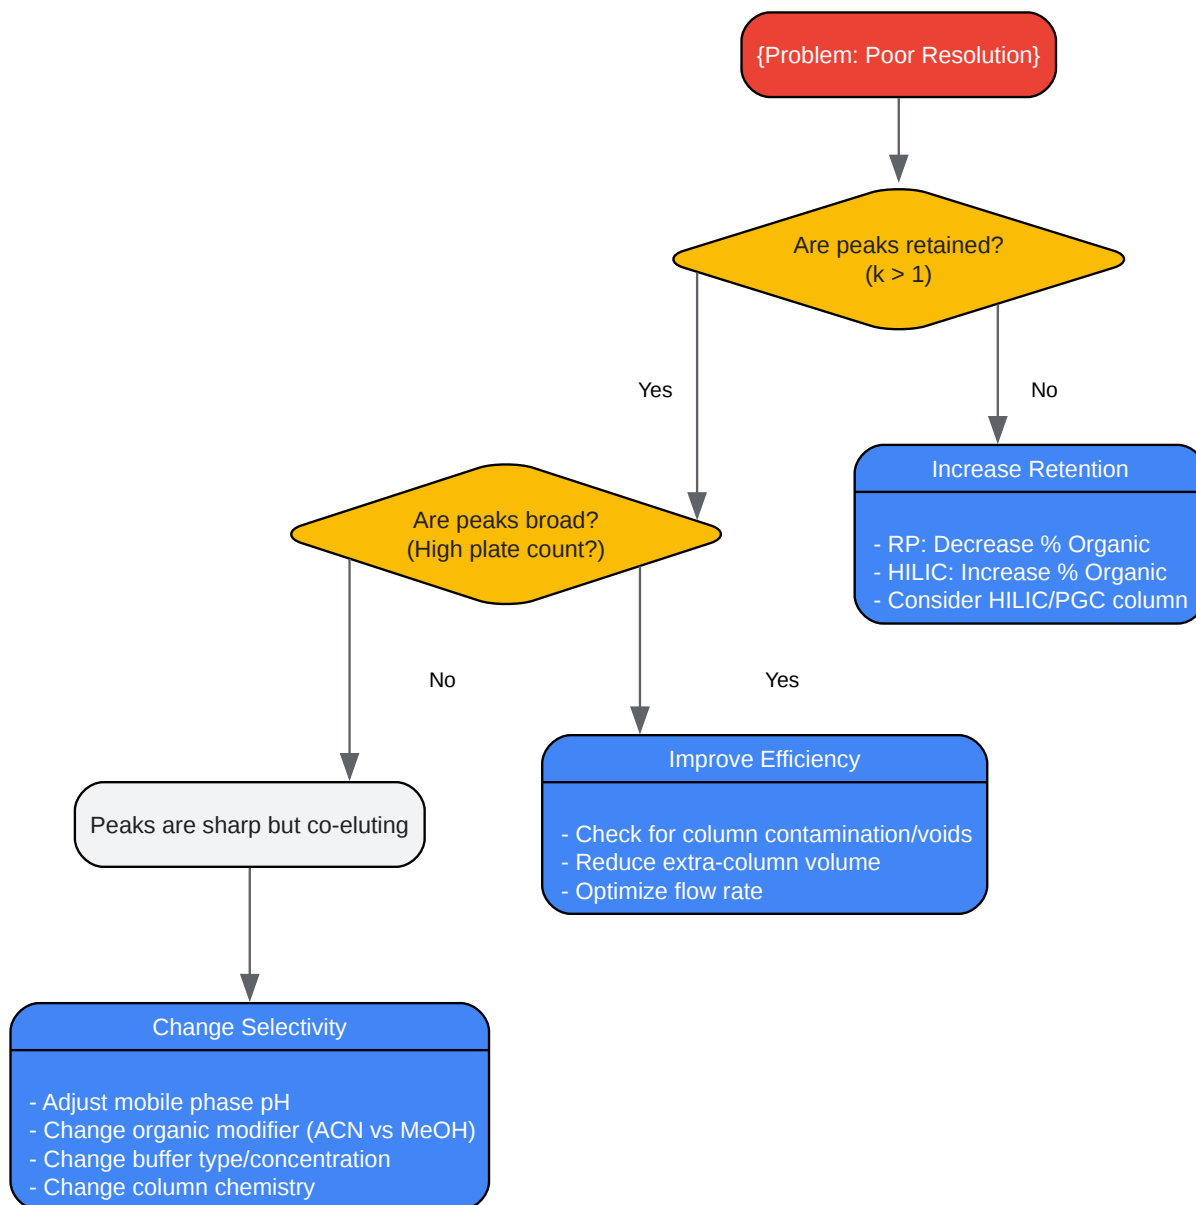 {Problem: Poor Resolution}
Are peaks retained?
(k > 1)
Yes
No
Increase Retention
- RP: Decrease % Organic
- HILIC: Increase % Organic
- Consider HILIC/PGC column
Are peaks broad?
(High plate count?)
No
Yes
Improve Efficiency
- Check for column contamination/voids
- Reduce extra-column volume
- Optimize flow rate
Peaks are sharp but co-eluting
Change Selectivity
- Adjust mobile phase pH
- Change organic modifier (ACN vs MeOH)
- Change buffer type/concentration
- Change column chemistry